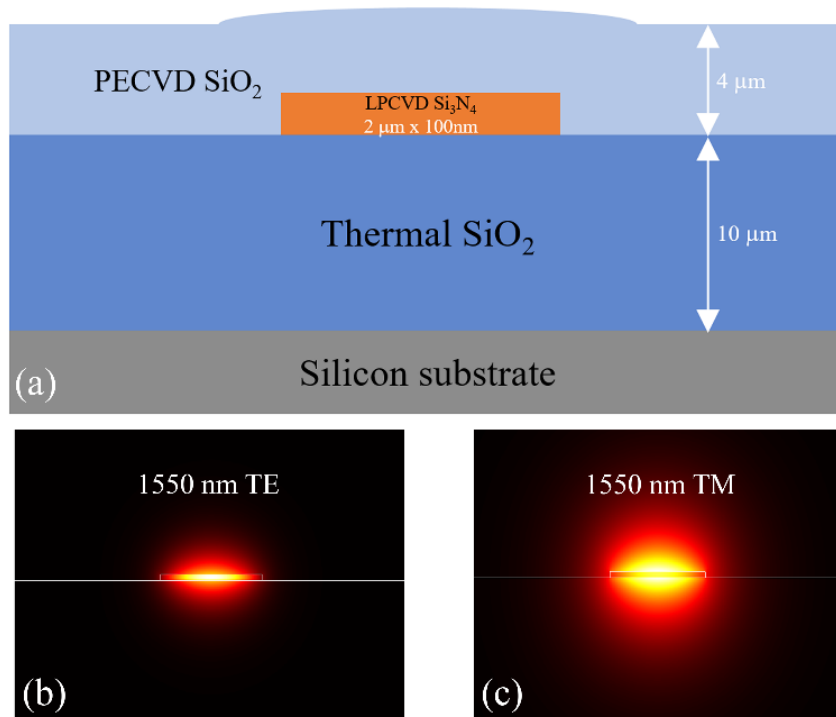 PECVD SiO₂
LPCVD Si₃N₄
2 μm x 100nm
4 μm
Thermal SiO₂
10 μm
Silicon substrate
(a)
1550 nm TE
(b)
1550 nm TM
(c)